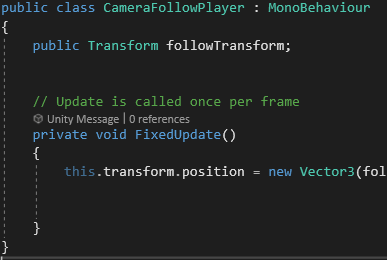 public class CameraFollowPlayer : MonoBehaviour
{
public Transform followTransform;
// Update is called once per frame
Unity Message | 0 references
private void FixedUpdate()
{
this.transform.position = new Vector3(fol
}
}